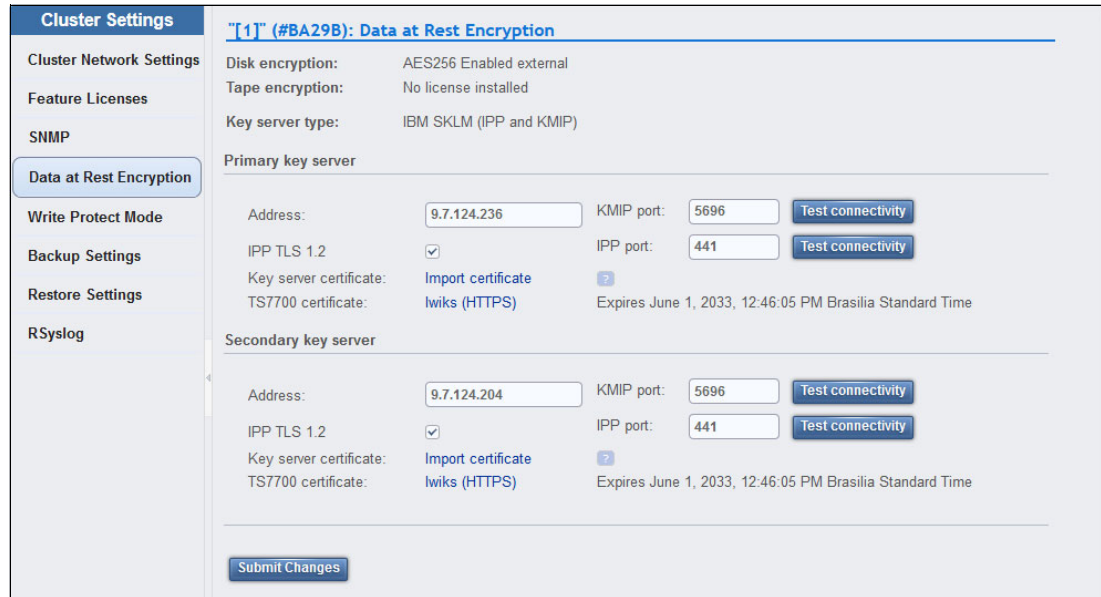 Cluster Settings
Cluster Network Settings
Feature Licenses
SNMP
Data at Rest Encryption
Write Protect Mode
Backup Settings
Restore Settings
RSyslog
"[1]" (#BA29B): Data at Rest Encryption
Disk encryption: AES256 Enabled external
Tape encryption: No license installed
Key server type: IBM SKLM (IPP and KMIP)
Primary key server
Address: 9.7.124.236 KMIP port: 5696 Test connectivity
IPP TLS 1.2 IPP port: 441 Test connectivity
Key server certificate: Import certificate ?
TS7700 certificate: lwiks (HTTPS) Expires June 1, 2033, 12:46:05 PM Brasilia Standard Time
Secondary key server
Address: 9.7.124.204 KMIP port: 5696 Test connectivity
IPP TLS 1.2 IPP port: 441 Test connectivity
Key server certificate: Import certificate ?
TS7700 certificate: lwiks (HTTPS) Expires June 1, 2033, 12:46:05 PM Brasilia Standard Time
Submit Changes